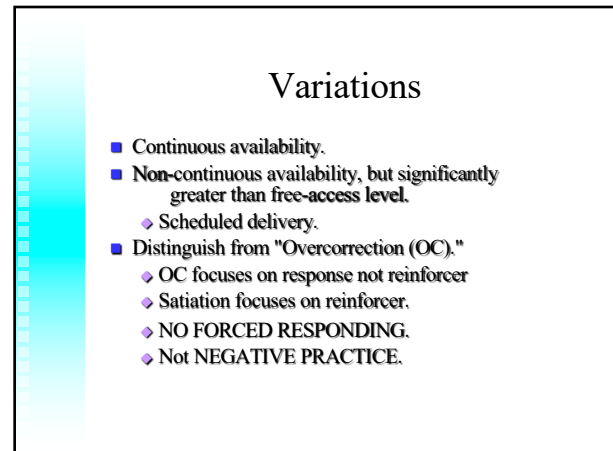 Variations
Continuous availability.
Non-continuous availability, but significantly
greater than free-access level.
Scheduled delivery.
Distinguish from "Overcorrection (OC)."
OC focuses on response not reinforcer
Satiation focuses on reinforcer.
NO FORCED RESPONDING.
Not NEGATIVE PRACTICE.